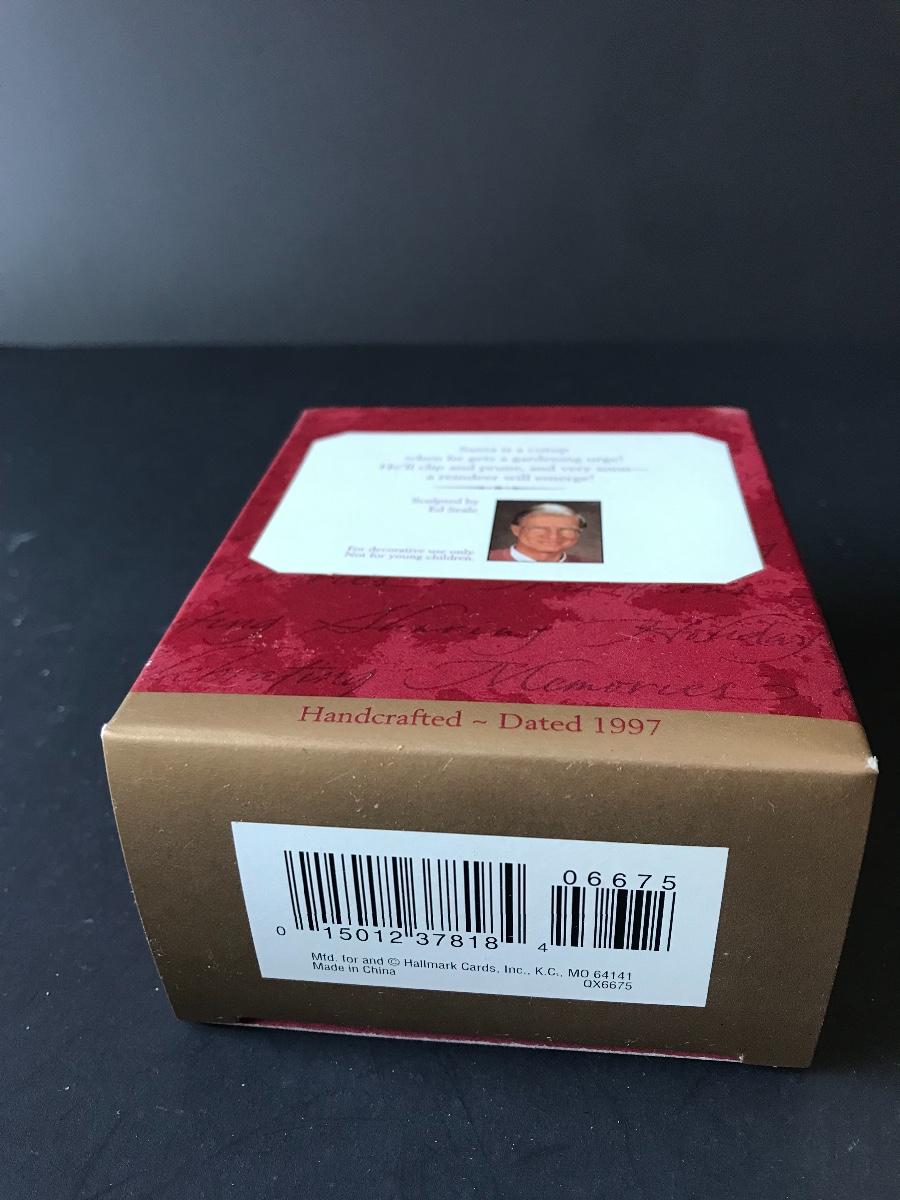 Santa is a cutup
when he gets a gardening urge!
He'll clip and prune, and very soon—
a reindeer will emerge!
Sculpted by
Ed Seale
For decorative use only.
Not for young children.
Sharing Holiday
Memories
Handcrafted ~ Dated 1997
06675
0 15012 37818 4
Mfd. for and © Hallmark Cards, Inc., K.C., MO 64141
Made in China
QX6675